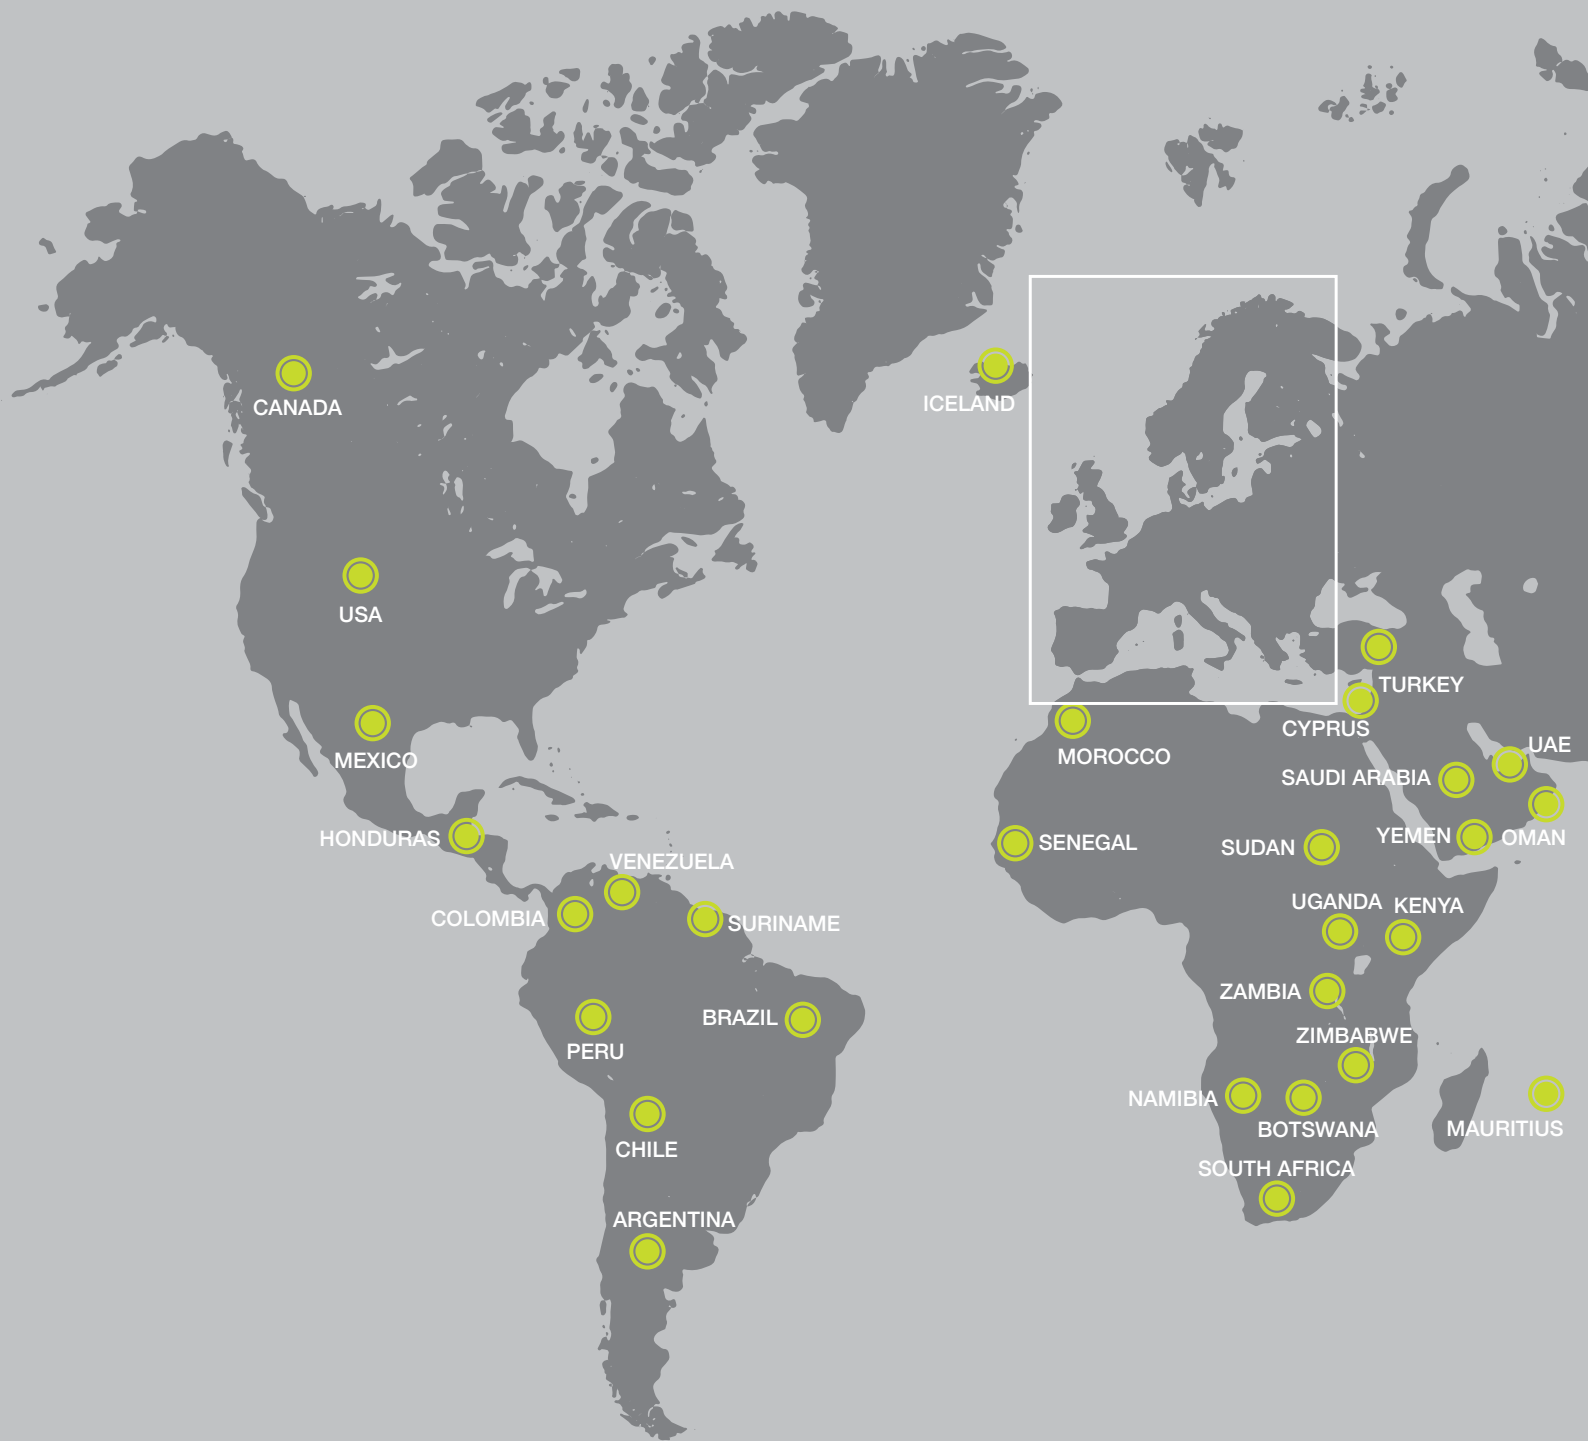 CANADA
ICELAND
USA
TURKEY
CYPRUS
UAE
MOROCCO
MEXICO
SAUDI ARABIA
HONDURAS
SENEGAL
SUDAN
YEMEN
OMAN
VENEZUELA
UGANDA
KENYA
COLOMBIA
SURINAME
ZAMBIA
BRAZIL
ZIMBABWE
PERU
NAMIBIA
BOTSWANA
MAURITIUS
CHILE
SOUTH AFRICA
ARGENTINA